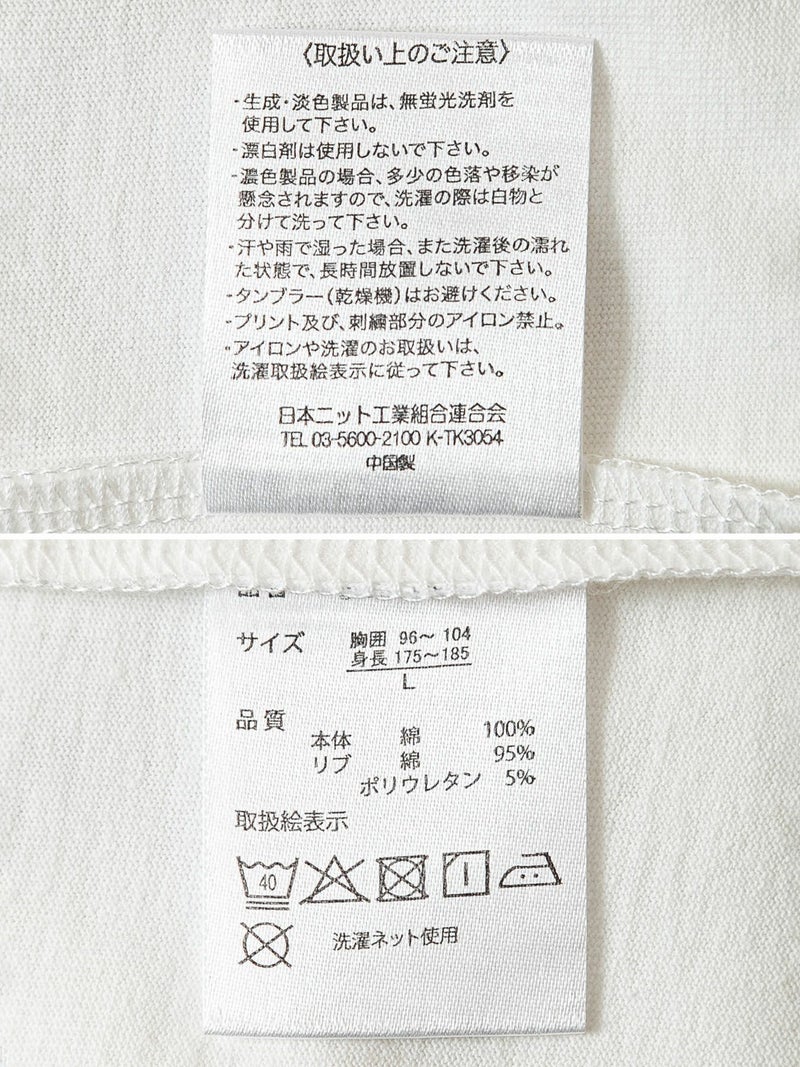 〈取扱い上のご注意〉
・生成・淡色製品は、無蛍光洗剤を
使用して下さい。
・漂白剤は使用しないで下さい。
・濃色製品の場合、多少の色落や移染が
懸念されますので、洗濯の際は白物と
分けて洗って下さい。
・汗や雨で湿った場合、また洗濯後の濡れ
た状態で、長時間放置しないで下さい。
・タンブラー(乾燥機)はお避けください。
・プリント及び、刺繍部分のアイロン禁止。
・アイロンや洗濯のお取扱いは、
洗濯取扱絵表示に従って下さい。
日本ニット工業組合連合会
TEL 03-5600-2100 K-TK3054
中国製
サイズ 胸囲 96～104
身長 175～185
L
品質
本体 綿 100%
リブ 綿 95%
ポリウレタン 5%
取扱絵表示
40
洗濯ネット使用